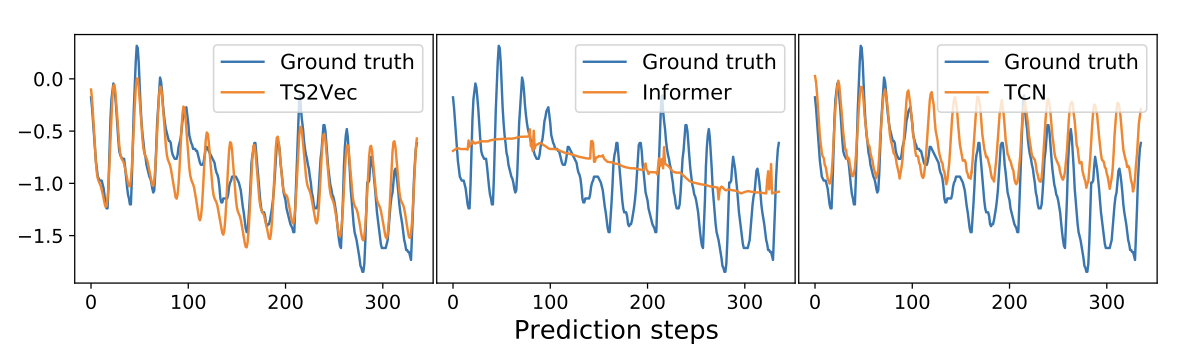 Ground truth
TS2Vec
Ground truth
Informer
Ground truth
TCN
0.0
−0.5
−1.0
−1.5
0 100 200 300
0 100 200 300
0 100 200 300
Prediction steps